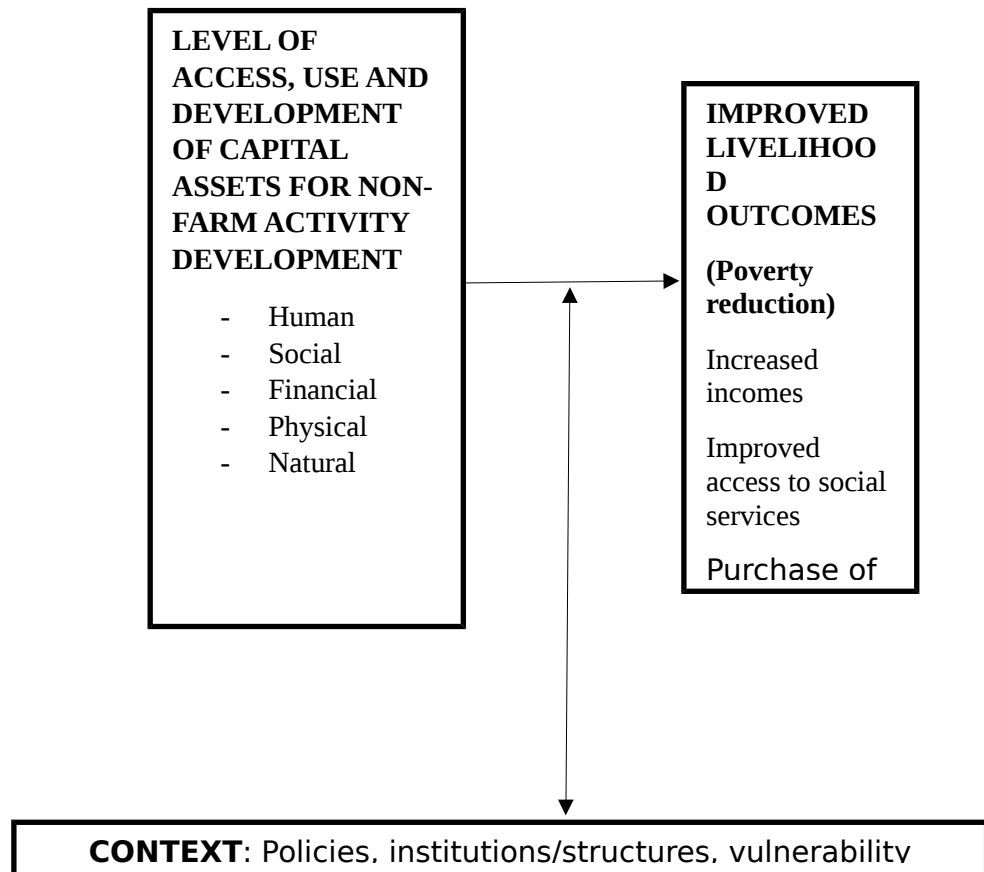 LEVEL OF
ACCESS, USE AND
DEVELOPMENT
OF CAPITAL
ASSETS FOR NON-
FARM ACTIVITY
DEVELOPMENT
- Human
- Social
- Financial
- Physical
- Natural
IMPROVED
LIVELIHOO
D
OUTCOMES
(Poverty
reduction)
Increased
incomes
Improved
access to social
services
Purchase of
CONTEXT: Policies, institutions/structures, vulnerability